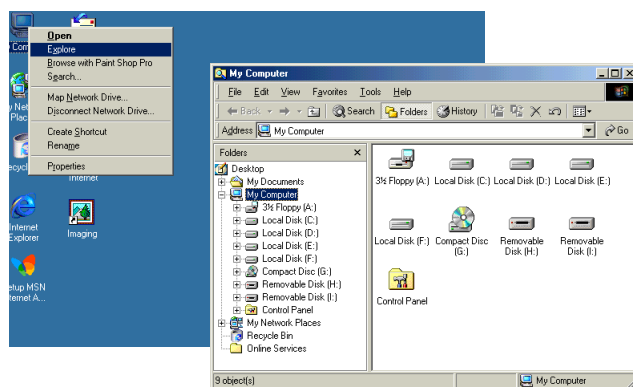 Open
Explore
Browse with Paint Shop Pro
Search...
Map Network Drive...
Disconnect Network Drive...
Create Shortcut
Rename
Properties
Internet
Internet
Explorer
Imaging
etup MSN
ternet A...
My Computer
File Edit View Favorites Tools Help
Back Search Folders History
Address My Computer Go
Folders
Desktop
My Documents
My Computer
3½ Floppy (A:)
Local Disk (C:)
Local Disk (D:)
Local Disk (E:)
Local Disk (F:)
Compact Disc (G:)
Removable Disk (H:)
Removable Disk (I:)
Control Panel
My Network Places
Recycle Bin
Online Services
3½ Floppy (A:) Local Disk (C:) Local Disk (D:) Local Disk (E:)
Local Disk (F:) Compact Disc Removable Removable
(G:) Disk (H:) Disk (I:)
Control Panel
9 object(s) My Computer